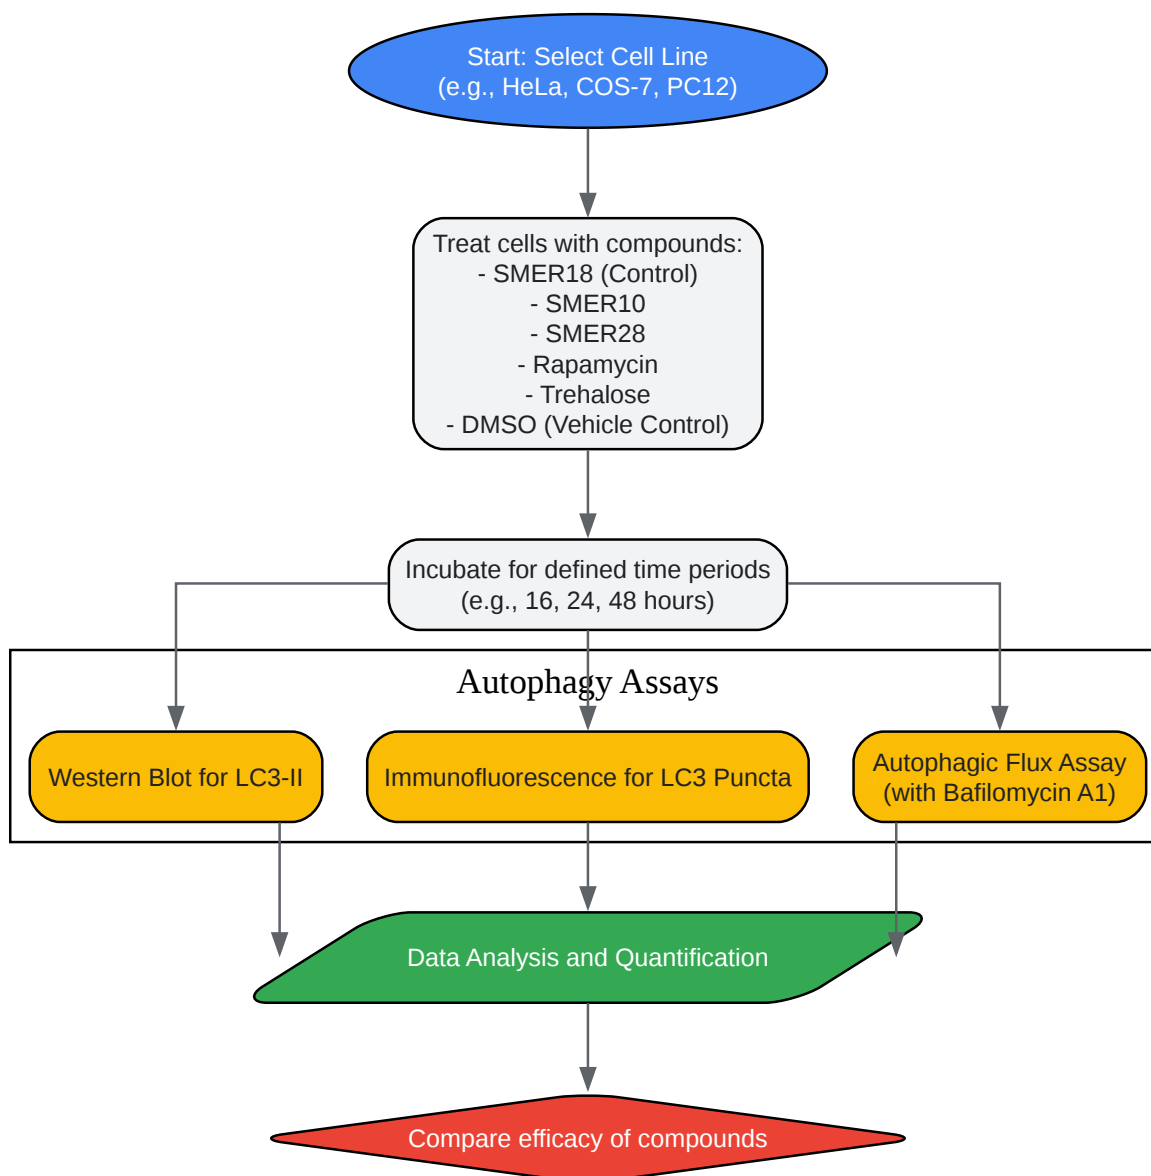 Start: Select Cell Line
(e.g., HeLa, COS-7, PC12)
Treat cells with compounds:
- SMER18 (Control)
- SMER10
- SMER28
- Rapamycin
- Trehalose
- DMSO (Vehicle Control)
Incubate for defined time periods
(e.g., 16, 24, 48 hours)
Autophagy Assays
Western Blot for LC3-II
Immunofluorescence for LC3 Puncta
Autophagic Flux Assay
(with Bafilomycin A1)
Data Analysis and Quantification
Compare efficacy of compounds